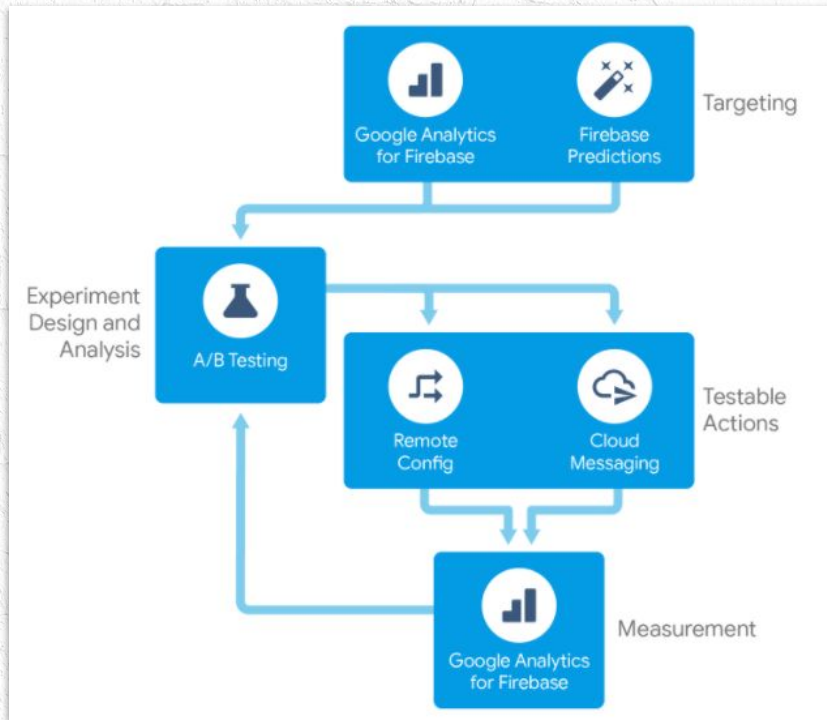 Google Analytics
for Firebase
Firebase
Predictions
Targeting
Experiment
Design and
Analysis
A/B Testing
Remote
Config
Cloud
Messaging
Testable
Actions
Google Analytics
for Firebase
Measurement